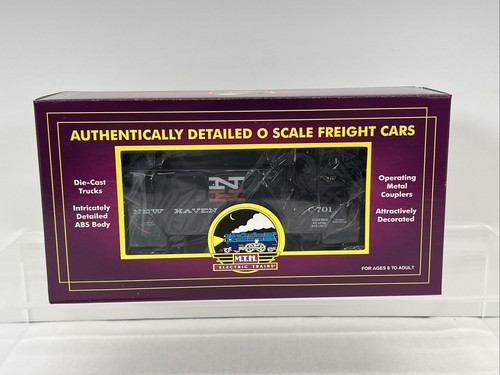 AUTHENTICALLY DETAILED O SCALE FREIGHT CARS
Die-Cast
Trucks
Intricately
Detailed
ABS Body
N
H
NEW HAVEN
C-701
Operating
Metal
Couplers
Attractively
Decorated
M.T.H.
ELECTRIC TRAINS
FOR AGES 8 TO ADULT